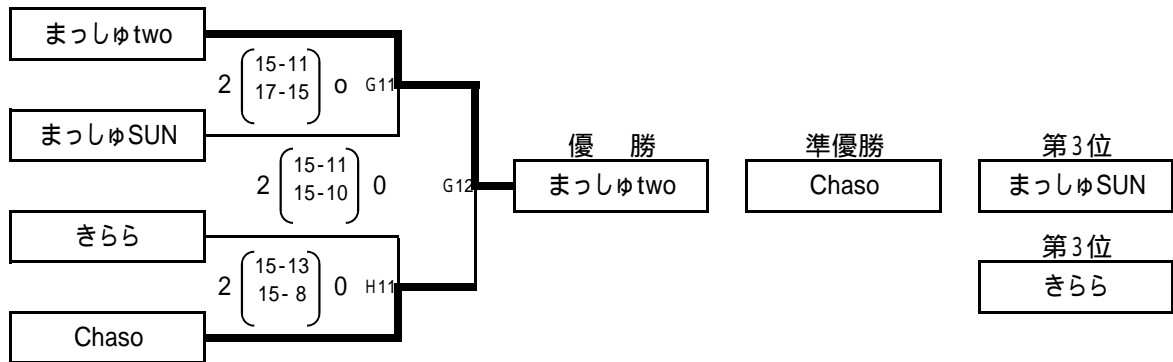 まっしゅtwo
15-11
2 17-15 o G11
まっしゅSUN
優 勝 準優勝 第3位
15-11
2 15-10 0 G12 まっしゅtwo Chaso まっしゅSUN
きらら
第3位
15-13
2 15- 8 0 H11 きらら
Chaso